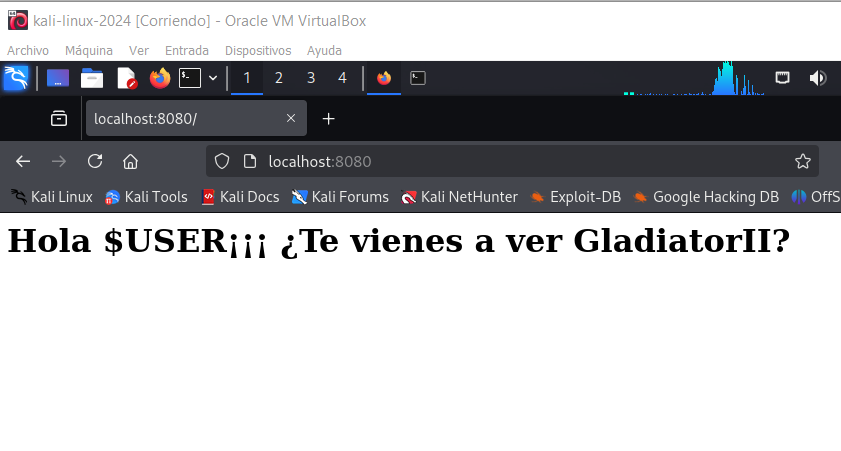 kali-linux-2024 [Corriendo] - Oracle VM VirtualBox
Archivo Máquina Ver Entrada Dispositivos Ayuda
1 2 3 4
localhost:8080/
localhost:8080
Kali Linux Kali Tools Kali Docs Kali Forums Kali NetHunter Exploit-DB Google Hacking DB OffS
Hola $USER¡¡¡ ¿Te vienes a ver GladiatorII?